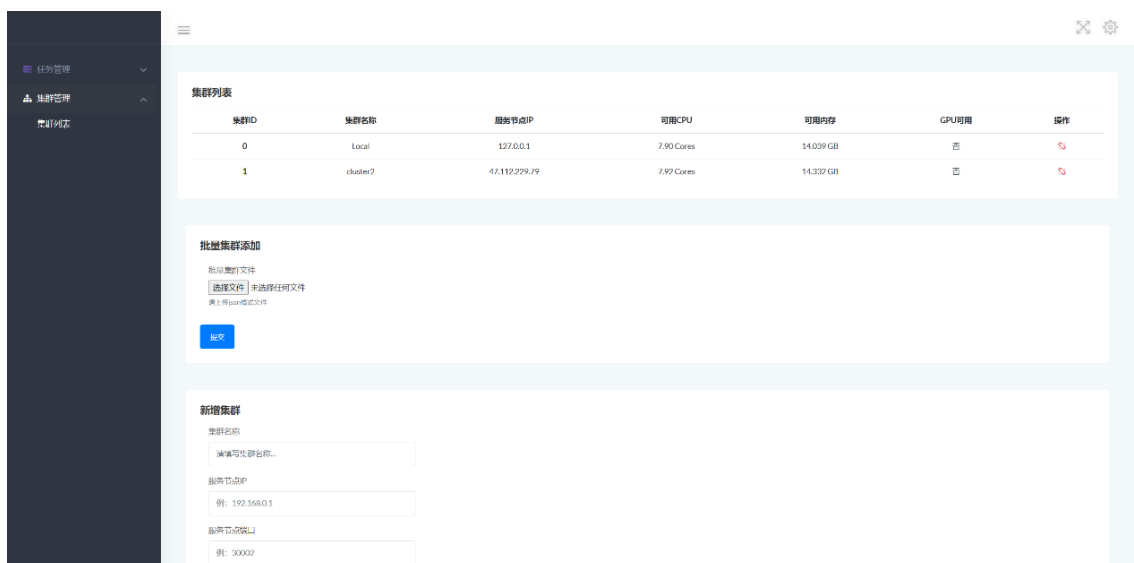 任务管理
集群管理
集群列表
集群列表
集群ID 集群名称 服务节点IP 可用CPU 可用内存 GPU可用 操作
0 Local 127.0.0.1 7.90 Cores 14.039 GB 否
1 cluster2 47.112.229.79 7.92 Cores 14.332 GB 否
批量集群添加
批量集群文件
选择文件 未选择任何文件
请上传json格式文件
提交
新增集群
集群名称
请填写集群名称...
服务节点IP
例: 192.168.0.1
服务节点端口
例: 30002